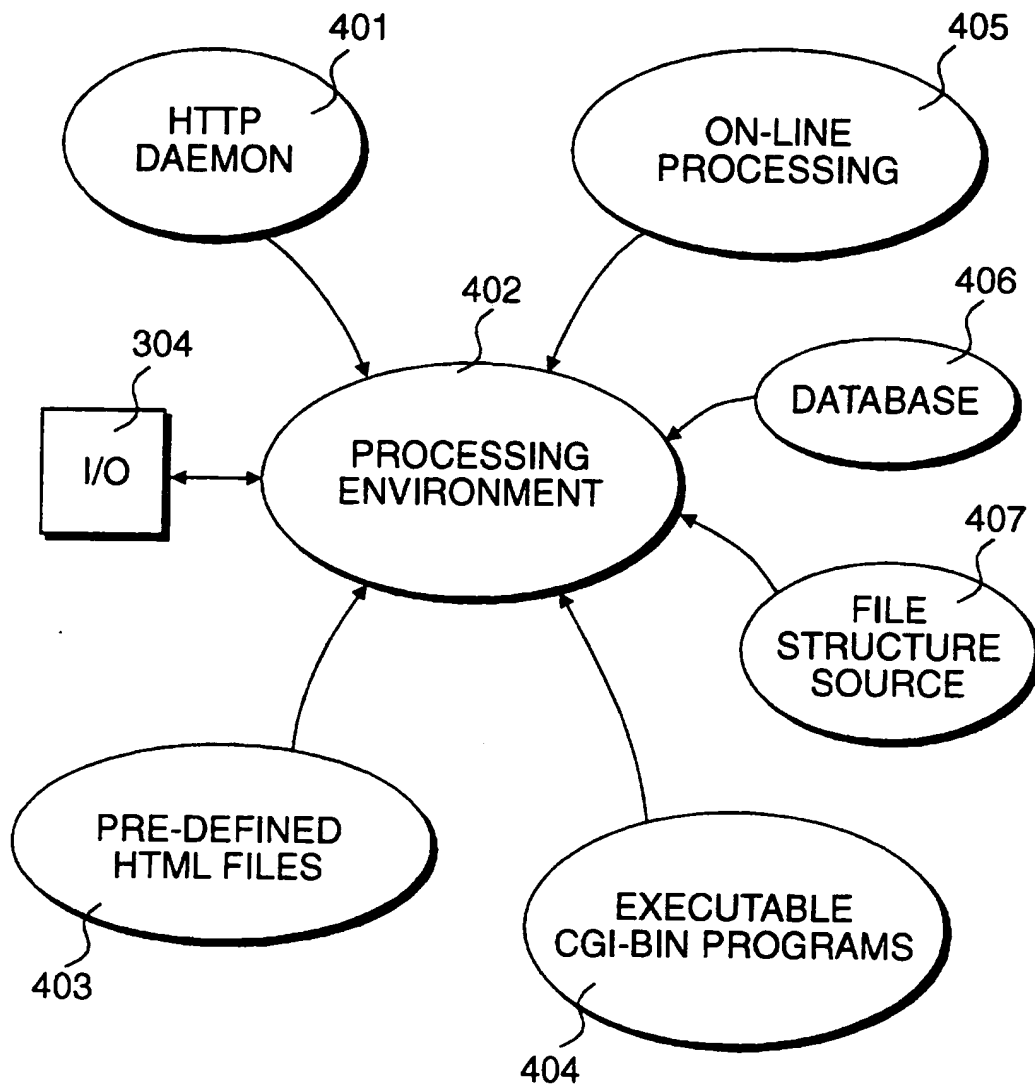 401
HTTP
DAEMON
405
ON-LINE
PROCESSING
402
406
DATABASE
304
I/O
PROCESSING
ENVIRONMENT
407
FILE
STRUCTURE
SOURCE
PRE-DEFINED
HTML FILES
403
EXECUTABLE
CGI-BIN PROGRAMS
404